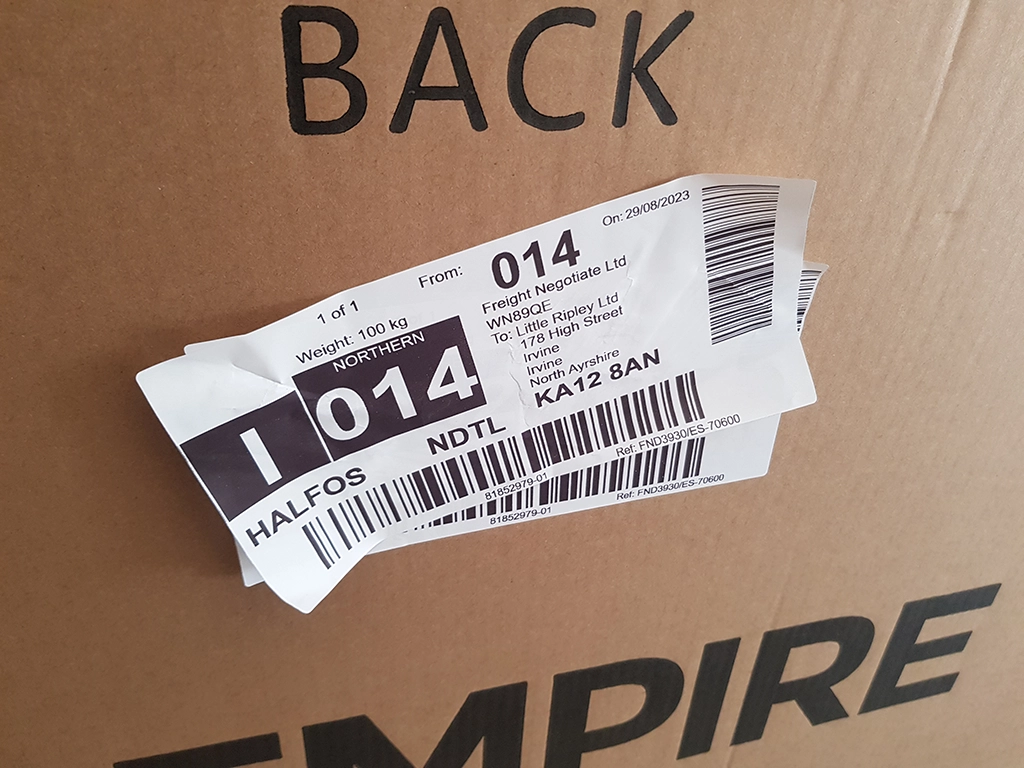 BACK
On: 29/08/2023
From: 014
1 of 1
Freight Negotiate Ltd
WN89QE
Weight: 100 kg
To: Little Ripley Ltd
178 High Street
Irvine
Irvine
North Ayrshire
KA12 8AN
NORTHERN
I 014
HALFOS NDTL
81852979-01 Ref: FND3930/ES-70600
81852979-01 Ref: FND3930/ES-70600
EMPIRE